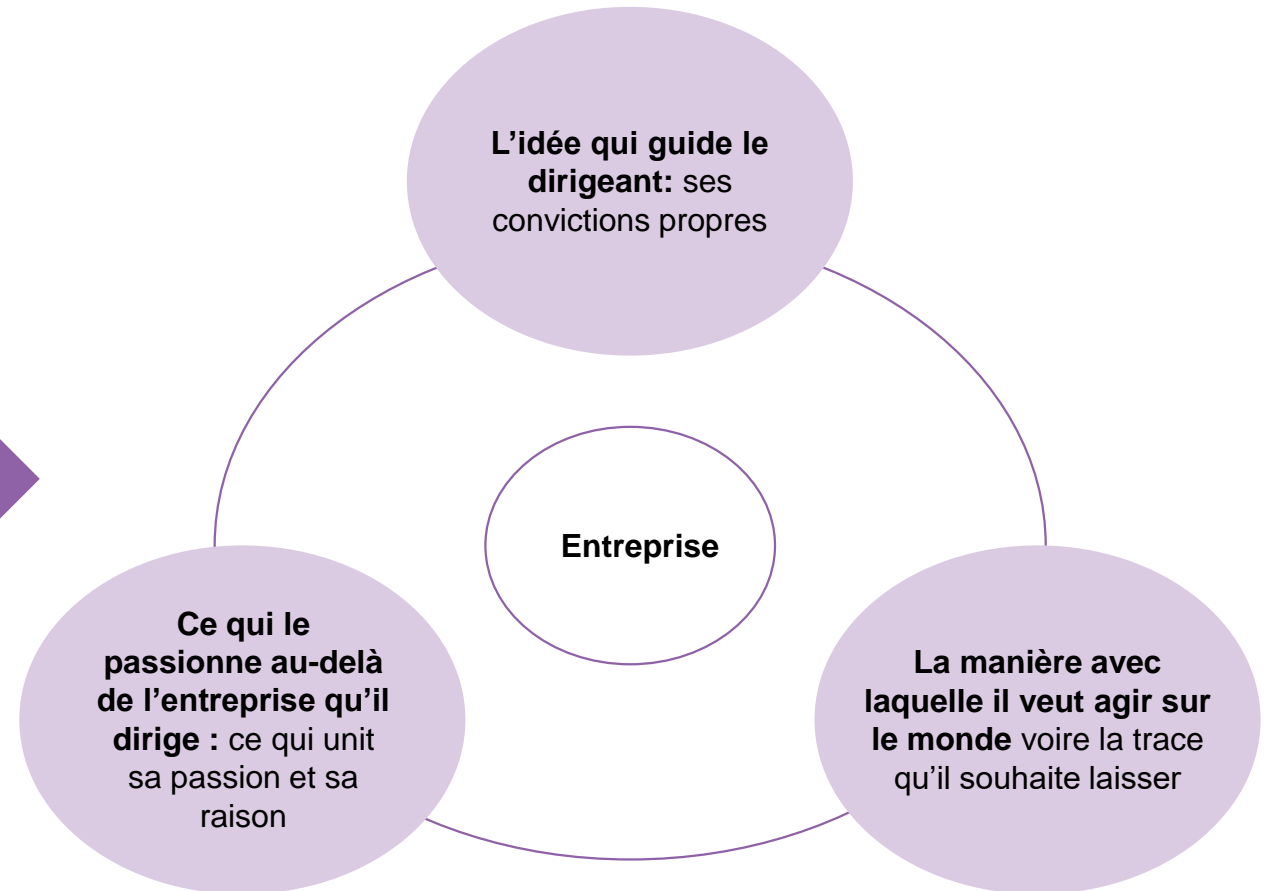 L’idée qui guide le
dirigeant: ses
convictions propres
Entreprise
Ce qui le
passionne au-delà
de l’entreprise qu’il
dirige : ce qui unit
sa passion et sa
raison
La manière avec
laquelle il veut agir sur
le monde voire la trace
qu’il souhaite laisser